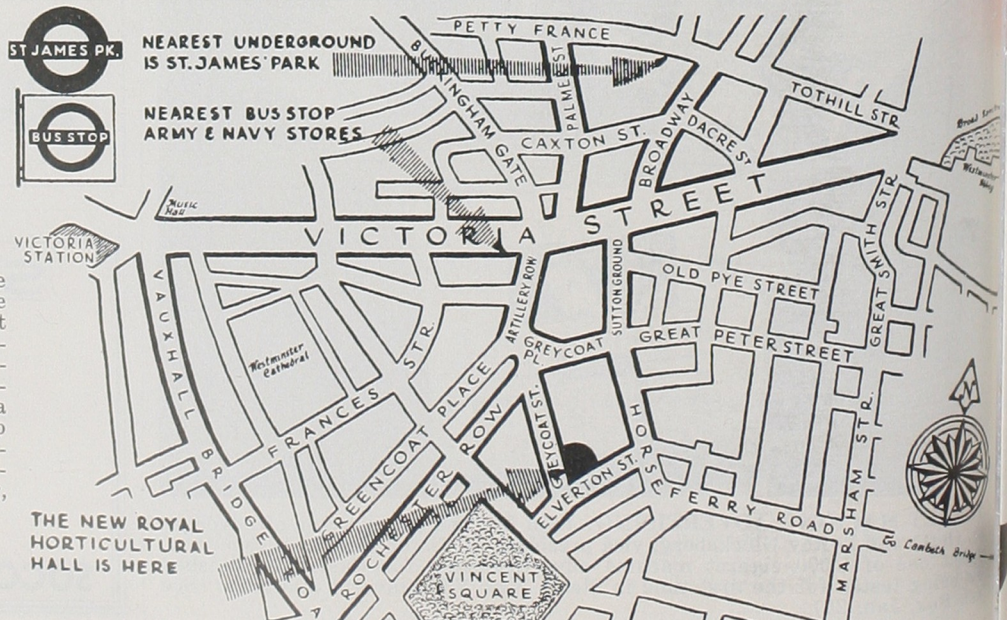 ST JAMES PK.
NEAREST UNDERGROUND
IS ST. JAMES' PARK
BUS STOP
NEAREST BUS STOP
ARMY & NAVY STORES
PETTY FRANCE
BUCKINGHAM GATE
PALMER ST
CAXTON ST.
BROADWAY
DACRE ST
TOTHILL STR
Westminster
Music
Hall
VICTORIA STREET
VICTORIA
STATION
VAUXHALL BRIDGE ROA
Westminster
Cathedral
FRANCES STR.
ARTILLERY ROW
SUTTON GROUND
OLD PYE STREET
GREAT SMITH STR
GREYCOAT
PL.
GREAT PETER STREET
GREENCOAT PLACE
ROCHESTER ROW
GREYCOAT ST.
ELVERTON ST.
HORSEFERRY ROAD
MARSHAM STR.
N
To Lambeth Bridge
THE NEW ROYAL
HORTICULTURAL
HALL IS HERE
VINCENT
SQUARE